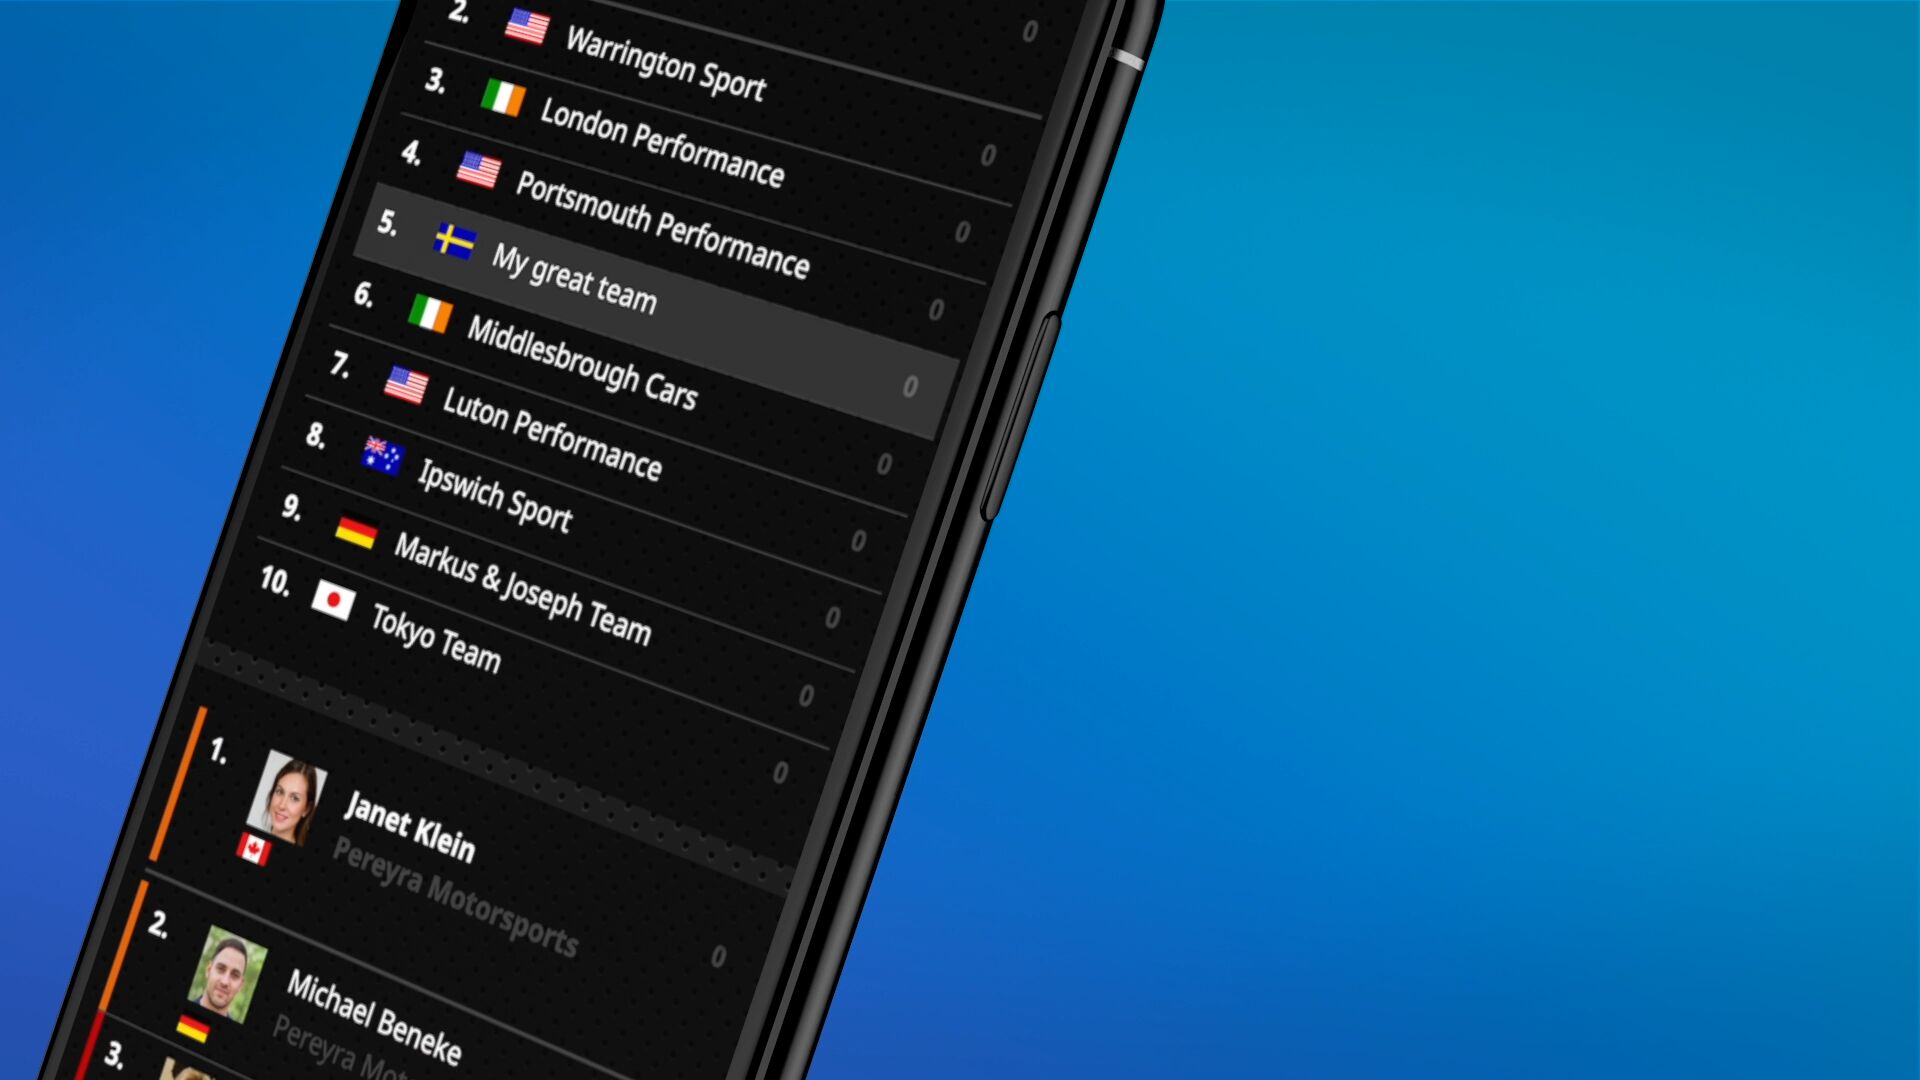 0
2. Warrington Sport 0
3. London Performance 0
4. Portsmouth Performance 0
5. My great team 0
6. Middlesbrough Cars 0
7. Luton Performance 0
8. Ipswich Sport 0
9. Markus & Joseph Team 0
10. Tokyo Team 0
1. Janet Klein
Pereyra Motorsports 0
2. Michael Beneke
Pereyra
3.